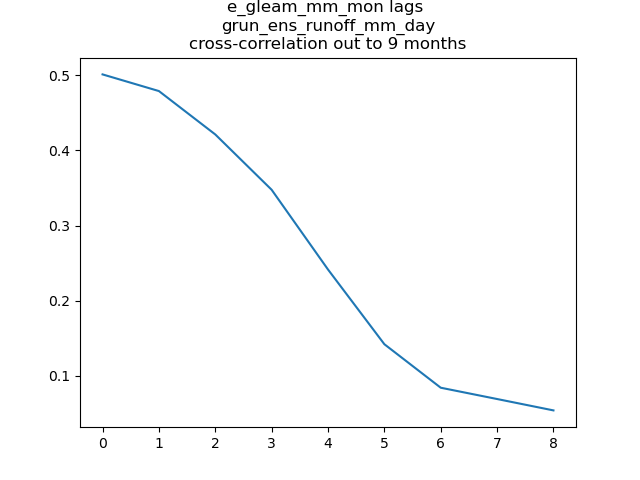 e_gleam_mm_mon lags
grun_ens_runoff_mm_day
cross-correlation out to 9 months
0.5
0.4
0.3
0.2
0.1
0 1 2 3 4 5 6 7 8